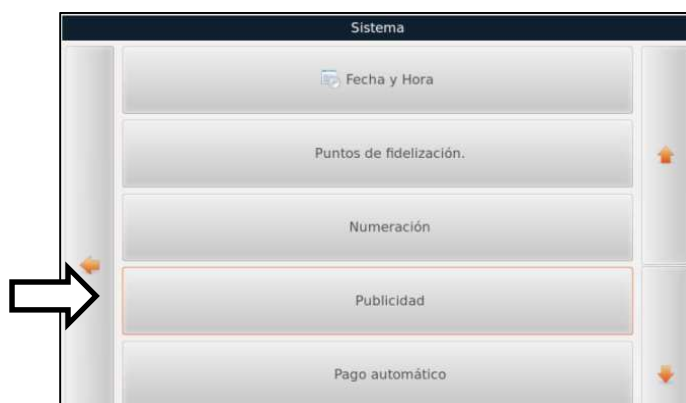 Sistema
Fecha y Hora
Puntos de fidelización.
Numeración
Publicidad
Pago automático